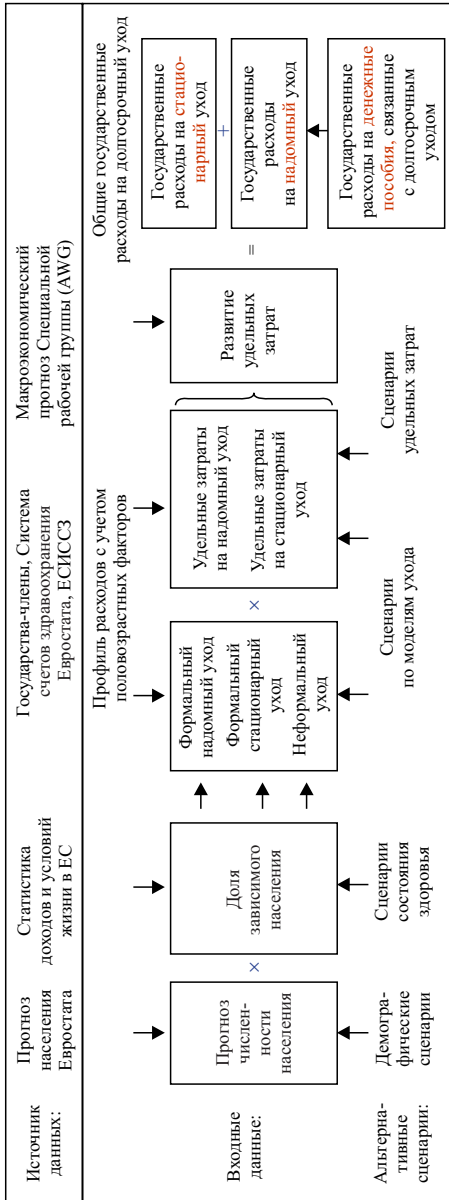 Источник
данных:
Прогноз
населения
Евростата
Статистика
доходов и условий
жизни в ЕС
Государства-члены, Система
счетов здравоохранения
Евростата, ЕСИССЗ
Макроэкономический
прогноз Специальной
рабочей группы (AWG)
Входные
данные:
Прогноз
числен-
ности
населения
×
Доля
зависимого
населения
Профиль расходов с учетом
половозрастных факторов
Формальный
надомный уход
Формальный
стационарный
уход
Неформальный
уход
×
Удельные затраты
на надомный уход
Удельные затраты
на стационарный
уход
Развитие
удельных
затрат
=
Общие государственные
расходы на долгосрочный уход
Государственные
расходы на стацио-
нарный уход
+
Государственные
расходы
на надомный уход
Государственные
расходы на денежные
пособия, связанные
с долгосрочным
уходом
Альтерна-
тивные
сценарии:
Демогра-
фические
сценарии
Сценарии
состояния
здоровья
Сценарии
по моделям ухода
Сценарии
удельных затрат